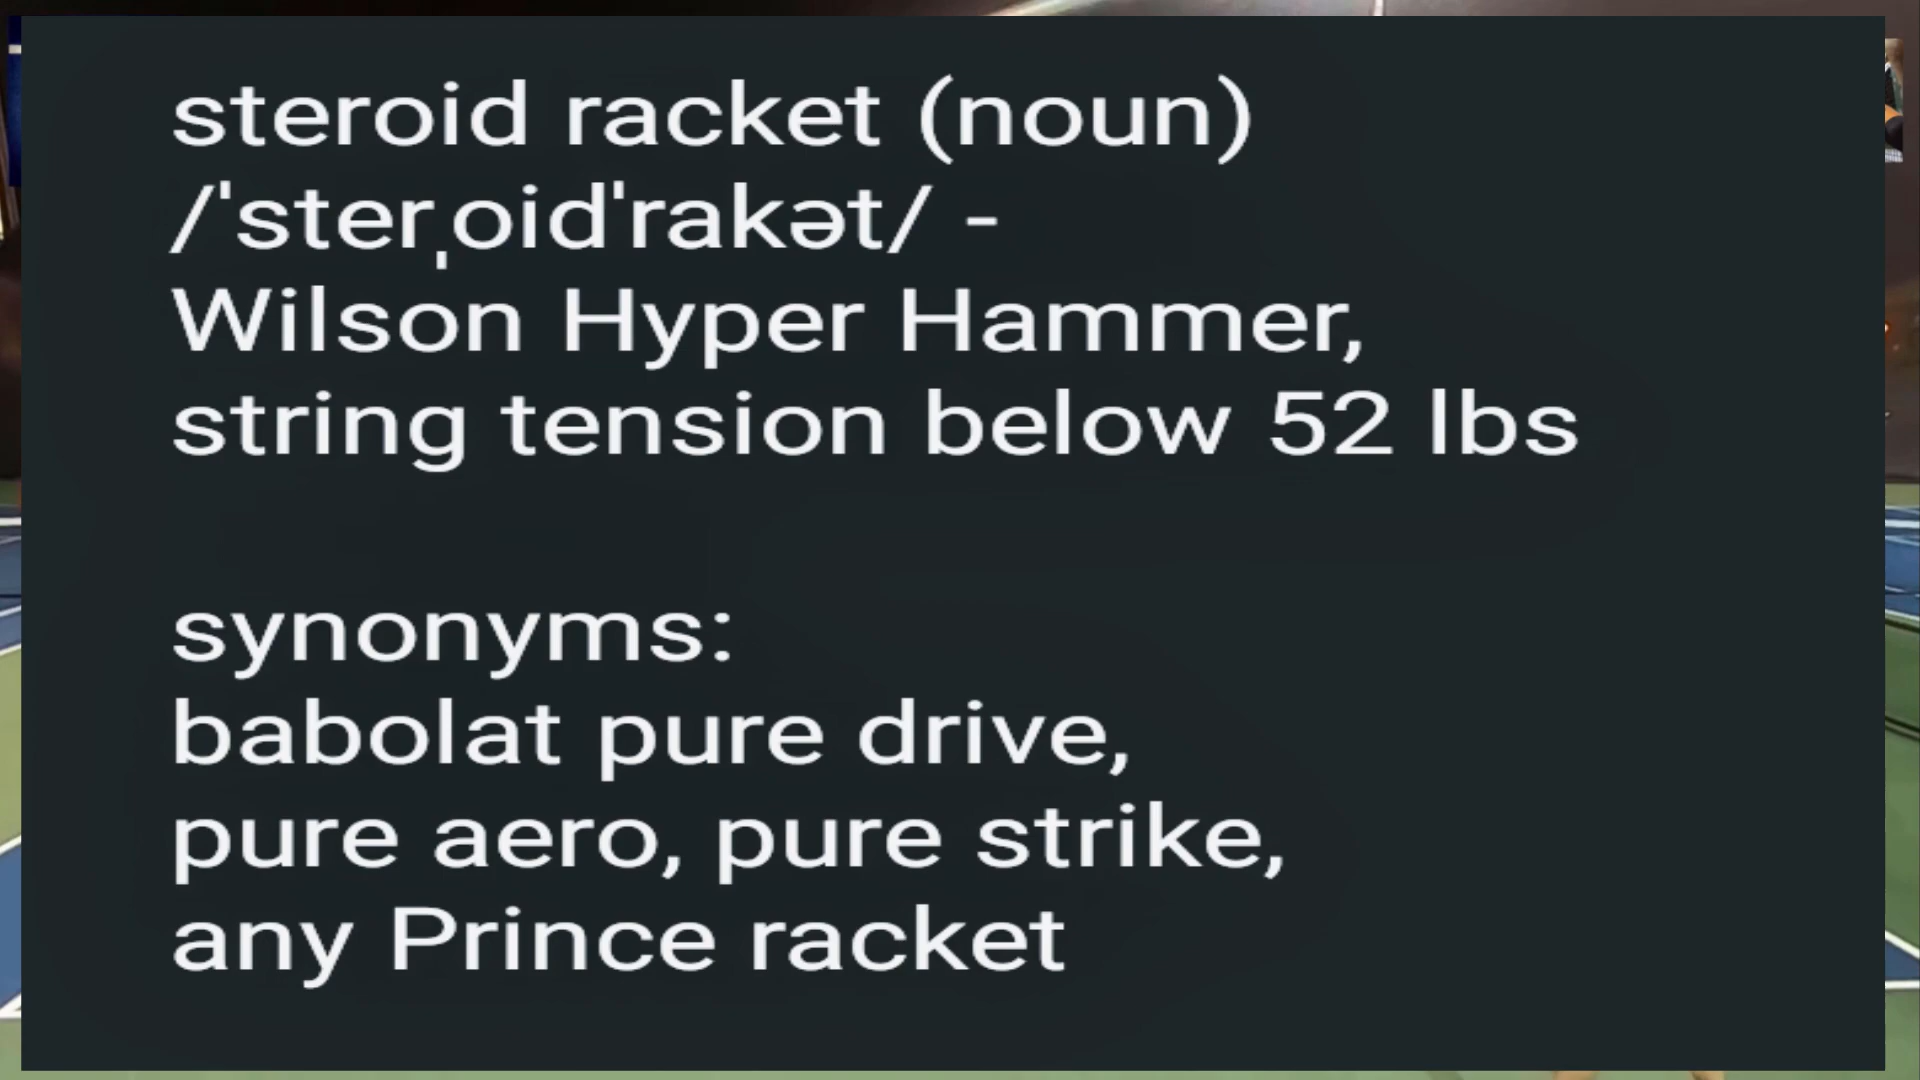 steroid racket (noun)
/ˈsterˌoidˈrakət/ -
Wilson Hyper Hammer,
string tension below 52 lbs
synonyms:
babolat pure drive,
pure aero, pure strike,
any Prince racket